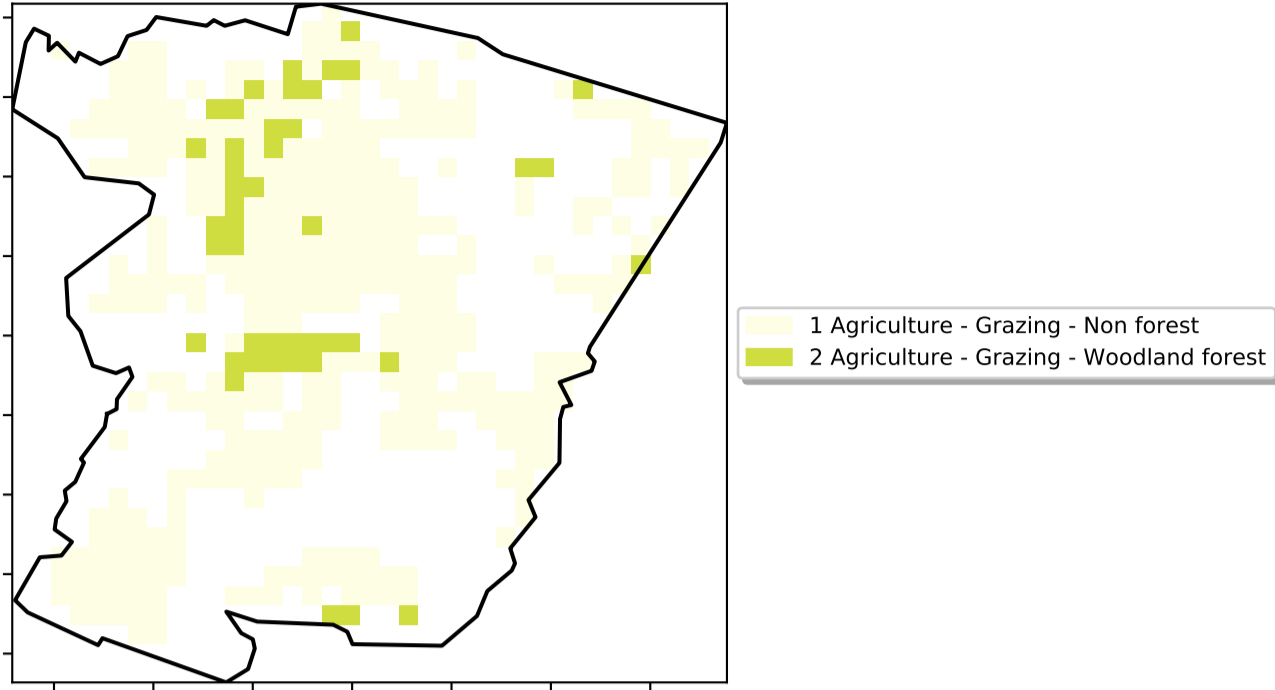 1 Agriculture - Grazing - Non forest
2 Agriculture - Grazing - Woodland forest